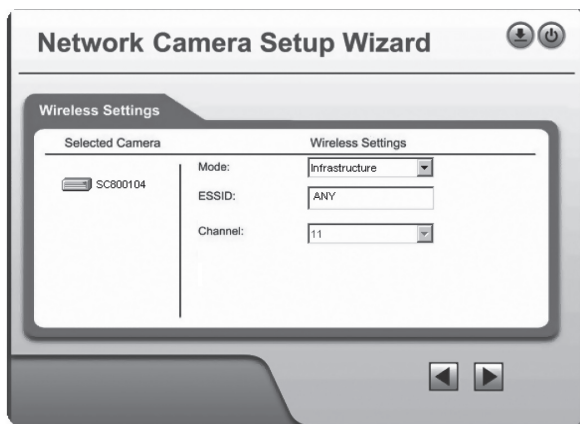 Network Camera Setup Wizard
Wireless Settings
Selected Camera Wireless Settings
SC800104
Mode: Infrastructure
ESSID: ANY
Channel: 11